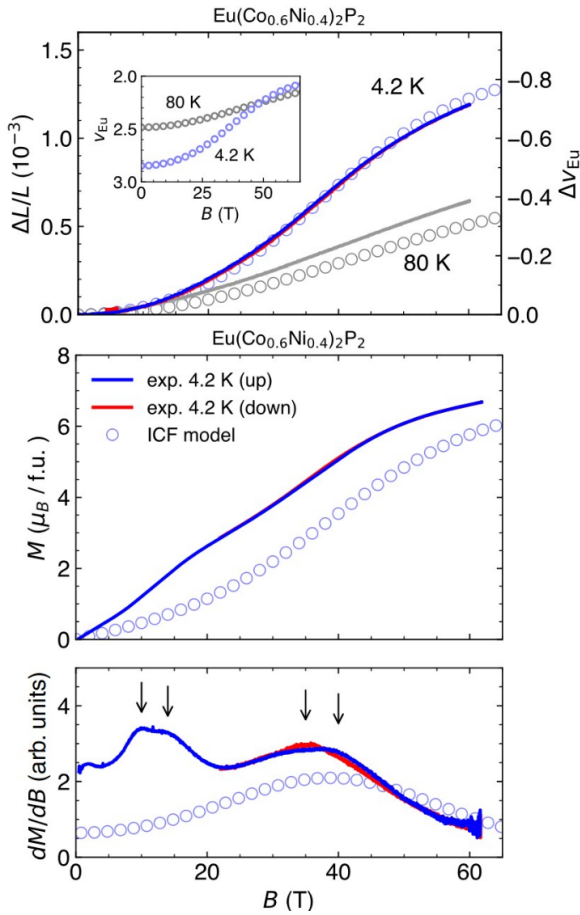 Eu(Co₀.₆Ni₀.₄)₂P₂
1.5
1.0
0.5
0.0
ΔL/L (10⁻³)
2.0
2.5
3.0
vEu
80 K
4.2 K
0 25 50
B (T)
4.2 K
80 K
−0.8
−0.6
−0.4
−0.2
0.0
ΔvEu
Eu(Co₀.₆Ni₀.₄)₂P₂
8
6
4
2
0
M (μB / f.u.)
exp. 4.2 K (up)
exp. 4.2 K (down)
ICF model
4
2
0
dM/dB (arb. units)
0 20 40 60
B (T)